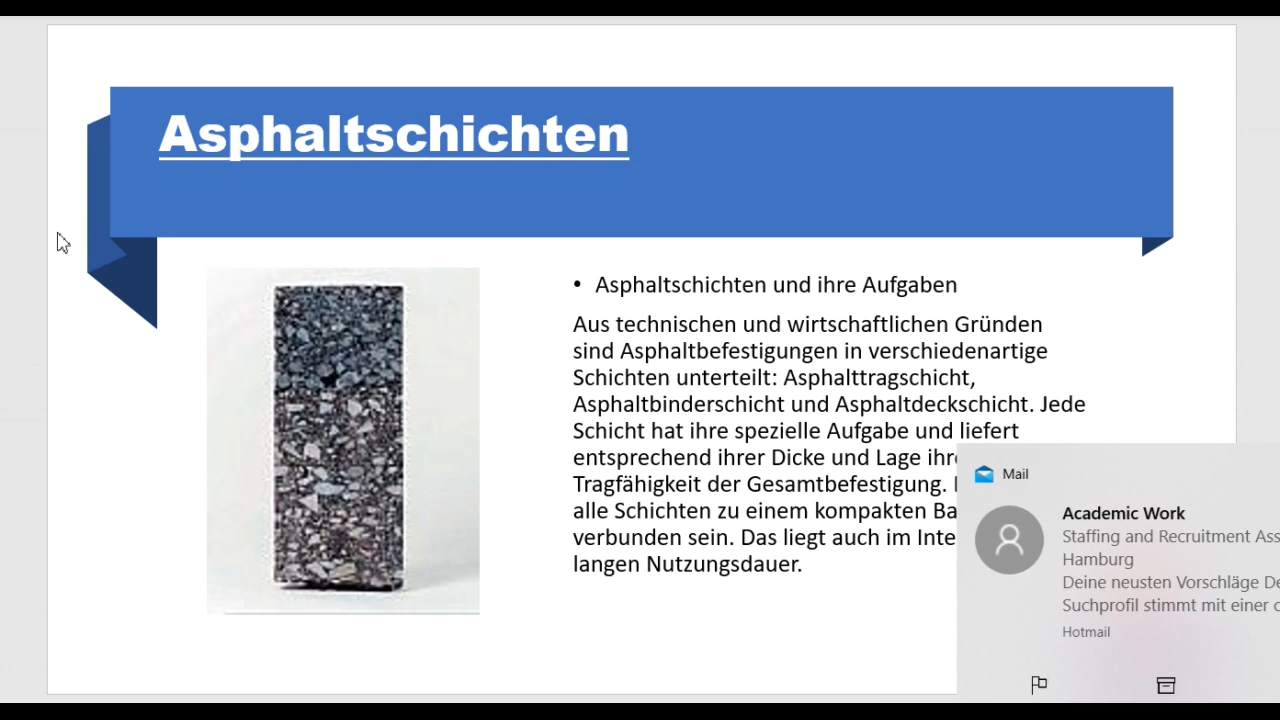 Asphaltschichten
• Asphaltschichten und ihre Aufgaben
Aus technischen und wirtschaftlichen Gründen
sind Asphaltbefestigungen in verschiedenartige
Schichten unterteilt: Asphalttragschicht,
Asphaltbinderschicht und Asphaltdeckschicht. Jede
Schicht hat ihre spezielle Aufgabe und liefert
entsprechend ihrer Dicke und Lage
Tragfähigkeit der Gesamtbefestigung.
alle Schichten zu einem kompakten
verbunden sein. Das liegt auch im
langen Nutzungsdauer.
Mail
Academic Work
Staffing and Recruitment
Hamburg
Deine neusten Vorschläge
Suchprofil stimmt mit einer
Hotmail